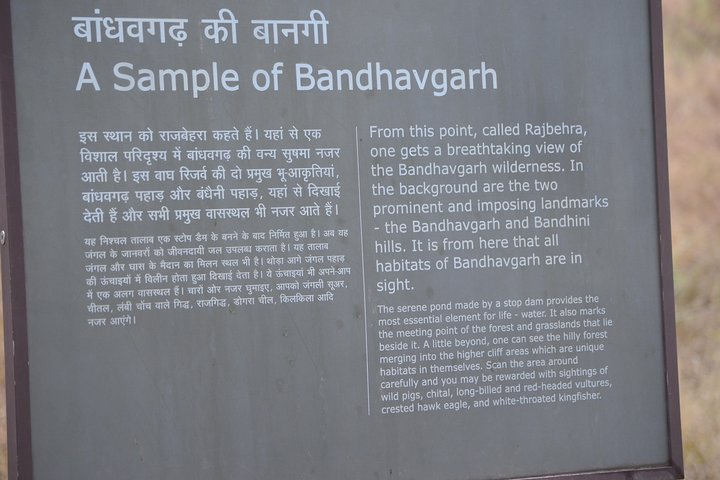 बांधवगढ़ की बानगी
A Sample of Bandhavgarh
इस स्थान को राजबेहरा कहते हैं। यहां से एक
विशाल परिदृश्य में बांधवगढ़ की वन्य सुषमा नजर
आती है। इस बाघ रिजर्व की दो प्रमुख भू-आकृतियां,
बांधवगढ़ पहाड़ और बंधैनी पहाड़, यहां से दिखाई
देती हैं और सभी प्रमुख वासस्थल भी नजर आते हैं।
यह निश्चल तालाब एक स्टॉप डैम के बनने के बाद निर्मित हुआ है। अब यह
जंगल के जानवरों को जीवनदायी जल उपलब्ध कराता है। यह तालाब
जंगल और घास के मैदान का मिलन स्थल भी है। थोड़ा आगे जंगल पहाड़
की ऊंचाइयों में विलीन होता हुआ दिखाई देता है। ये ऊंचाइयां भी अपने-आप
में एक अलग वासस्थल हैं। चारों ओर नजर घुमाइए, आपको जंगली सूअर,
चीतल, लंबी चोंच वाले गिद्ध, राजगिद्ध, डोगरा चील, किलकिला आदि
नजर आएंगे।
From this point, called Rajbehra,
one gets a breathtaking view of
the Bandhavgarh wilderness. In
the background are the two
prominent and imposing landmarks
- the Bandhavgarh and Bandhini
hills. It is from here that all
habitats of Bandhavgarh are in
sight.
The serene pond made by a stop dam provides the
most essential element for life - water. It also marks
the meeting point of the forest and grasslands that lie
beside it. A little beyond, one can see the hilly forest
merging into the higher cliff areas which are unique
habitats in themselves. Scan the area around
carefully and you may be rewarded with sightings of
wild pigs, chital, long-billed and red-headed vultures,
crested hawk eagle, and white-throated kingfisher.